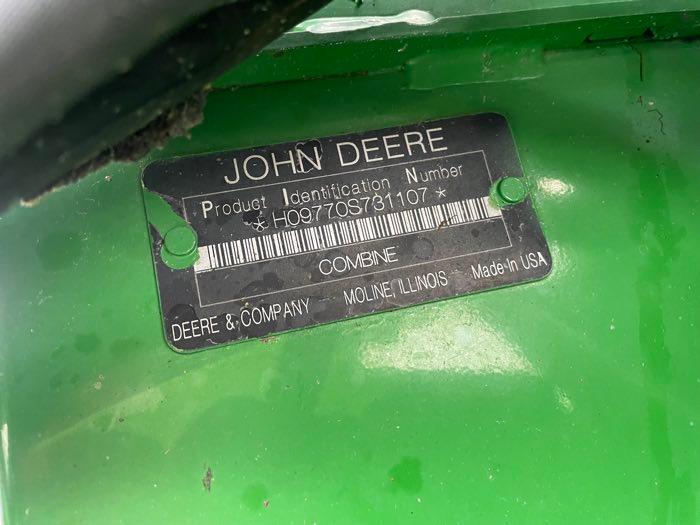 JOHN DEERE
Product Identification Number
*H09770S731107*
COMBINE
DEERE & COMPANY MOLINE, ILLINOIS Made-In USA